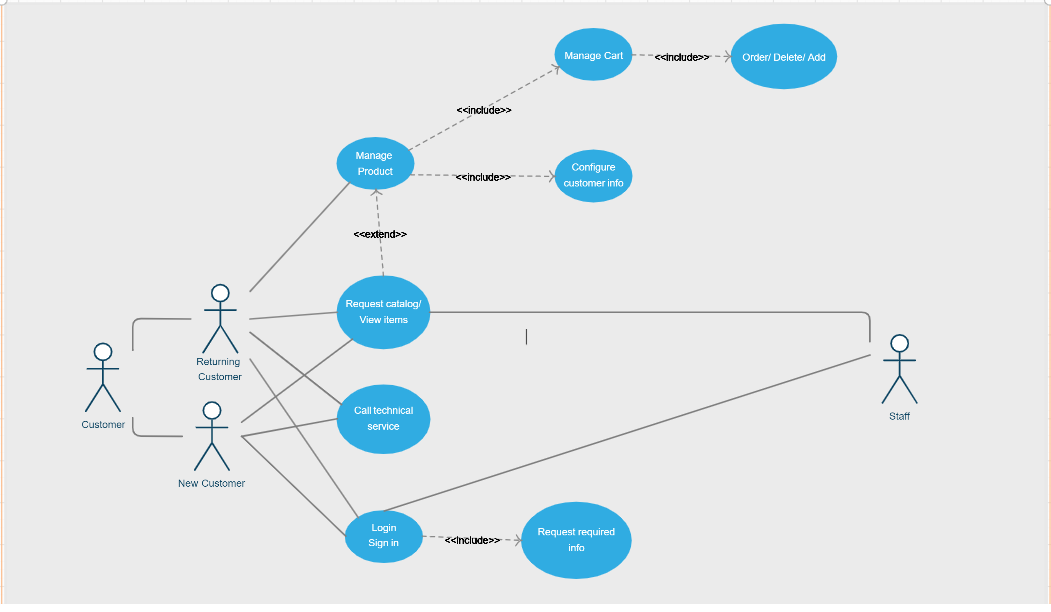 Manage Cart
<<include>>
Order/ Delete/ Add
<<include>>
Manage
Product
<<include>>
Configure
customer info
<<extend>>
Request catalog/
View items
Returning
Customer
Customer
Staff
Call technical
service
New Customer
Login
Sign in
<<include>>
Request required
info